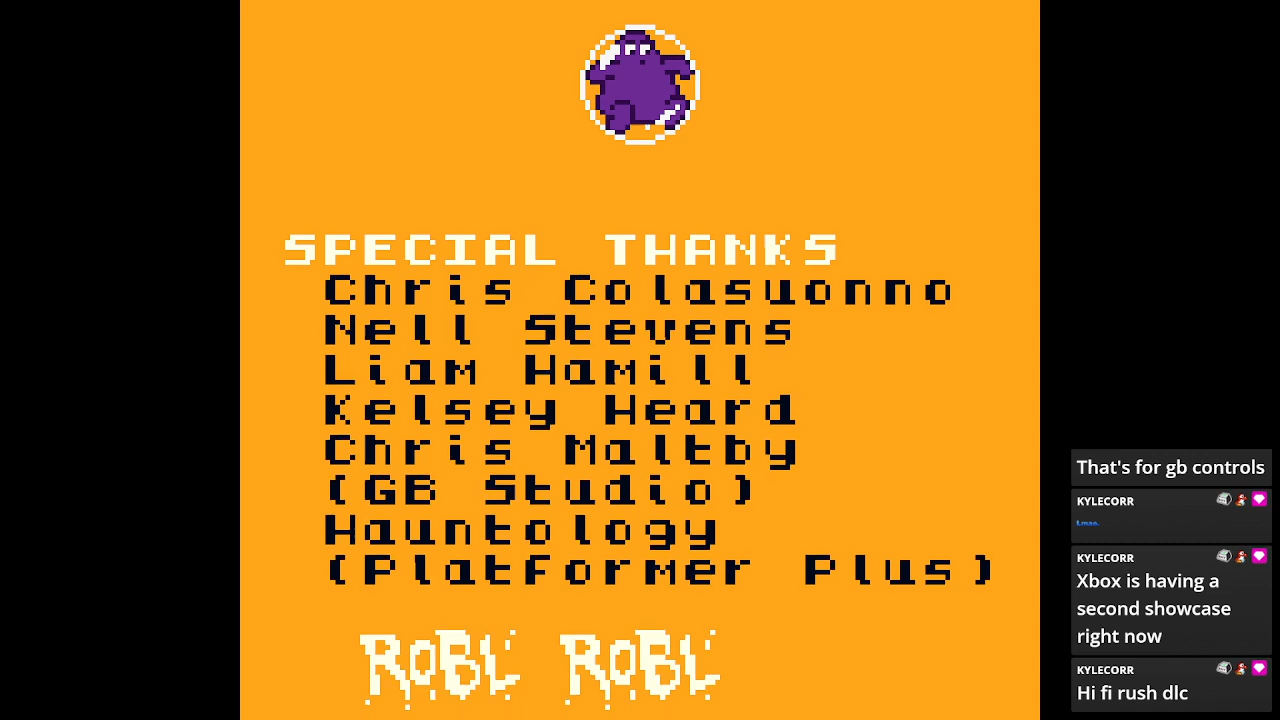 SPECIAL THANKS
Chris Colasuonno
Nell Stevens
Liam Hamill
Kelsey Heard
Chris Maltby
(GB Studio)
Hauntology
(Platformer Plus)
ROBL ROBL
That's for gb controls
KYLECORR
Lmao.
KYLECORR
Xbox is having a
second showcase
right now
KYLECORR
Hi fi rush dlc